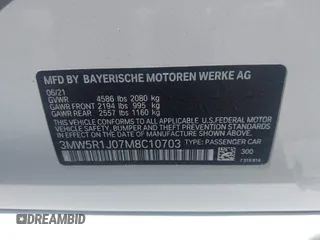 MFD. BY BAYERISCHE MOTOREN WERKE AG
06/21
GVWR 4586 lbs 2080 kg
GAWR FRONT 2194 lbs 995 kg
GAWR REAR 2557 lbs 1160 kg
THIS VEHICLE CONFORMS TO ALL APPLICABLE
U.S. FEDERAL MOTOR VEHICLE SAFETY, BUMPER,
AND THEFT PREVENTION STANDARDS IN EFFECT
ON THE DATE OF MANUFACTURE SHOWN ABOVE.
3MW5R1J07M8C10703 TYPE: PASSENGER CAR
300